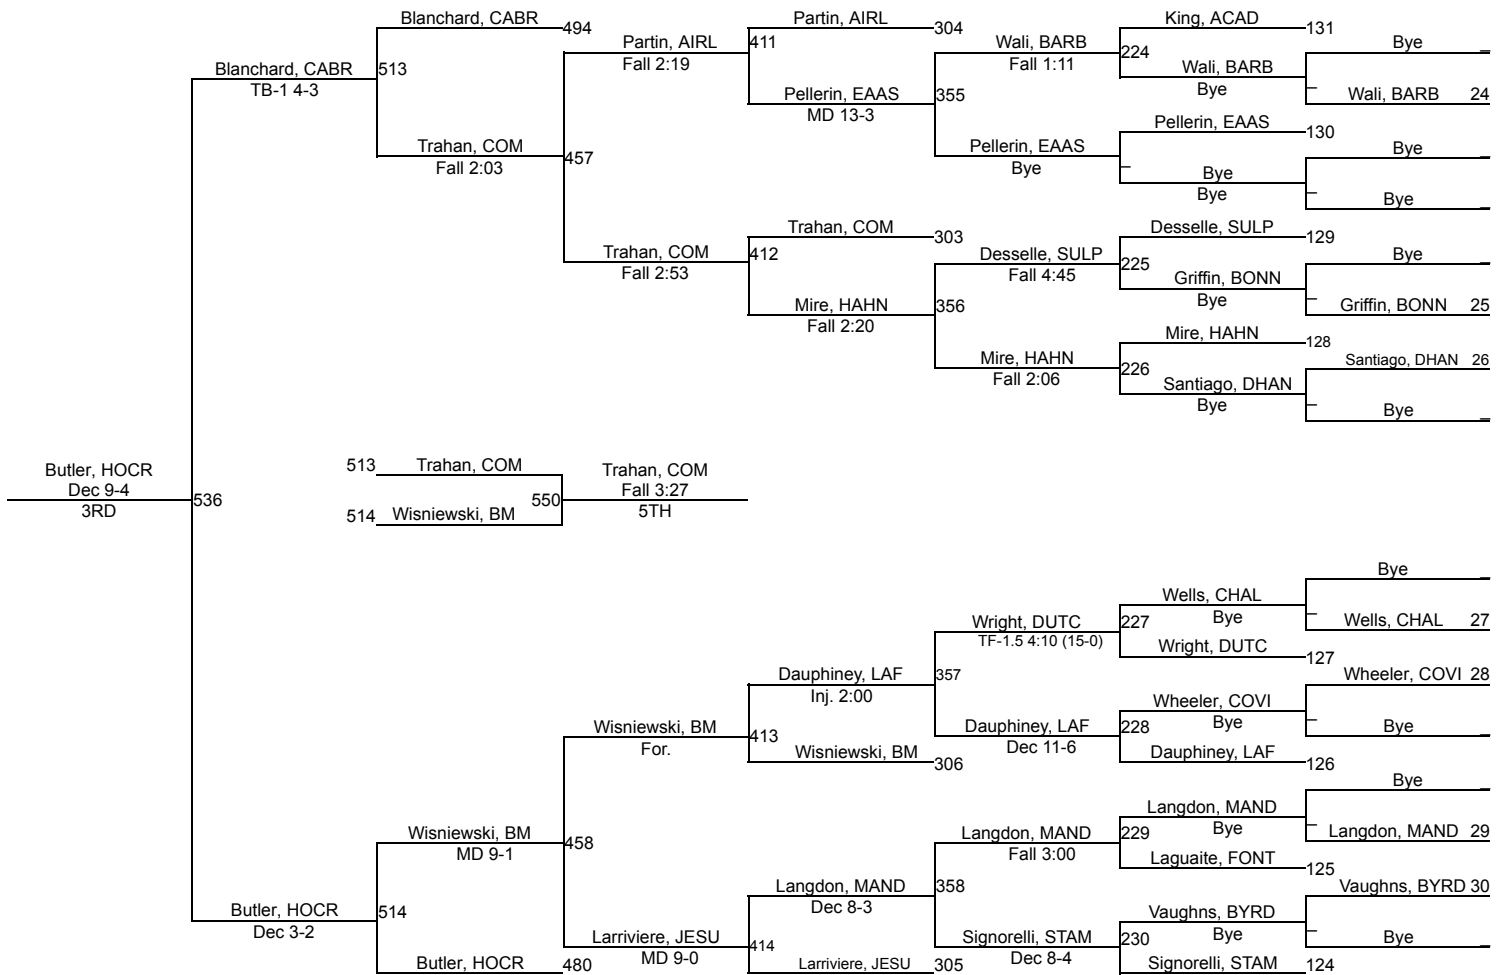 Blanchard, CABR
494
Partin, AIRL
304
King, ACAD
131
Partin, AIRL
411
Fall 2:19
Wali, BARB
224
Fall 1:11
Bye
_
Blanchard, CABR
513
TB-1 4-3
Wali, BARB
_
Bye
Pellerin, EAAS
355
MD 13-3
Wali, BARB 24
Pellerin, EAAS
130
Trahan, COM
457
Fall 2:03
Pellerin, EAAS
_
Bye
Bye
_
Bye
_
Bye
Bye
_
Trahan, COM
303
Desselle, SULP
129
Trahan, COM
412
Fall 2:53
Desselle, SULP
225
Fall 4:45
Bye
_
Griffin, BONN
_
Bye
Mire, HAHN
356
Fall 2:20
Griffin, BONN 25
Mire, HAHN
128
Mire, HAHN
226
Fall 2:06
Santiago, DHAN 26
Santiago, DHAN
_
Bye
Bye
_
Butler, HOCR
Dec 9-4
536
3RD
513 Trahan, COM
550
514 Wisniewski, BM
Trahan, COM
Fall 3:27
5TH
Bye
_
Wells, CHAL
_
Bye
Wright, DUTC
227
TF-1.5 4:10 (15-0)
Wells, CHAL 27
Wright, DUTC
127
Dauphiney, LAF
357
Inj. 2:00
Wheeler, COVI 28
Wheeler, COVI
_
Bye
Wisniewski, BM
413
For.
Dauphiney, LAF
228
Dec 11-6
Bye
_
Wisniewski, BM
306
Dauphiney, LAF
126
Bye
_
Langdon, MAND
_
Bye
Wisniewski, BM
458
MD 9-1
Langdon, MAND
229
Fall 3:00
Langdon, MAND 29
Laguaite, FONT
125
Langdon, MAND
358
Dec 8-3
Vaughns, BYRD 30
Butler, HOCR
514
Dec 3-2
Vaughns, BYRD
_
Bye
Larriviere, JESU
414
MD 9-0
Signorelli, STAM
230
Dec 8-4
Bye
_
Butler, HOCR
480
Larriviere, JESU
305
Signorelli, STAM
124